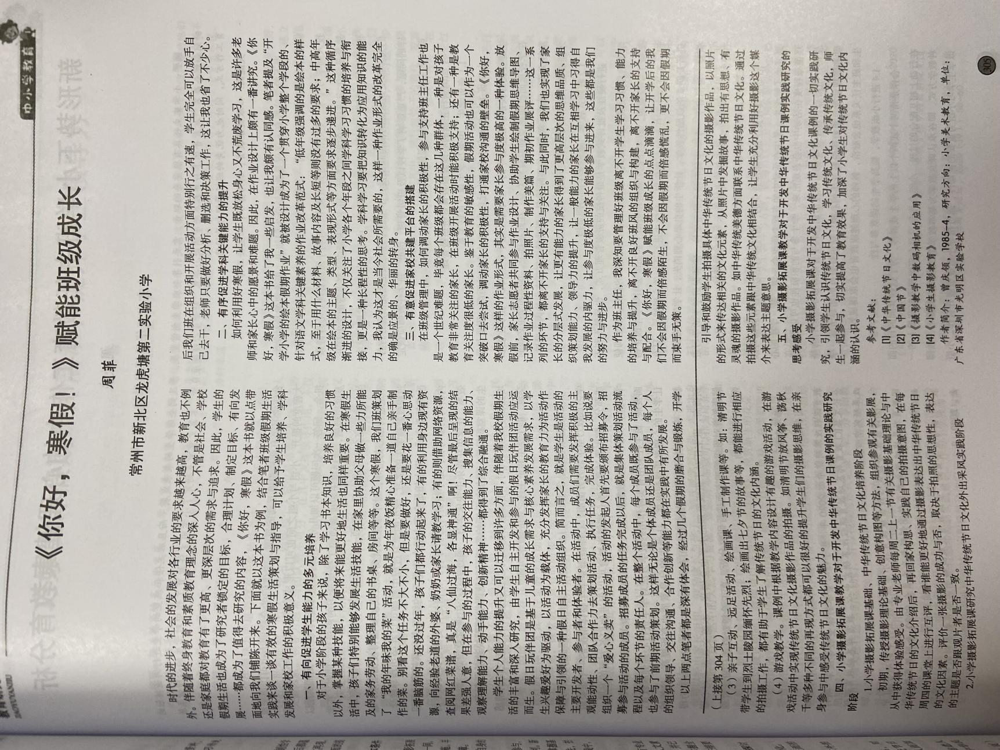 中小学教育
《你好，寒假！》赋能班级成长
周 菲
常州市新北区龙虎塘第二实验小学
时代的进步，社会的发展对各行业的要求越来越高，教育也不例
外。伴随着终身教育和素质教育理念的深入人心，不管是社会、学校
还是家庭都对教育有了更高、更深层次的需求与追求。因此，学生的
假期生活也成为了研究者锁定的目标，合理计划、制定目标、有向发
展……都成为了值得去研究的内容，《你好，寒假》这本书就以点带
面地向我们铺陈开来。下面就以这本书为例，结合笔者班级假期生活
实践来谈一谈有效的寒假生活策划与指导，可以给予学生培养、学科
发展和家校工作的积极意义。
一、有向促进学生能力的多元培养
对于小学阶段的孩子来说，除了学习书本知识，培养良好的习惯
以外，掌握某种技能，以便将来能更好地生活也同样重要。在寒假生
活中，孩子们特别能够发展生活技能，在家里协助父母做一些力所能
及的家务劳动、整理自己的书桌、房间等等。这个寒假，我们班策划
了“我的年味我的菜”活动，就是为年夜饭精心准备一道自己亲手制
作的菜。别看这个任务不大不小，但是要做好，还是要花一番心思动
一番脑筋的。还没过年，孩子们都行动起来了，有的利用身边现有资
源，向经验老道的外婆、奶奶或家长请教学习；有的则借助网络资源，
查阅网红菜谱，真是“八仙过海，各显神通”啊！尽管最后呈现的结
果差强人意，但在参与的过程中，孩子的交往能力、搜集信息的能力、
观察理解能力、动手能力、创新精神……都得到了综合融通。
学生个人能力的提升又可以迁移到许多方面，伴随着我校假期生
活的丰富和深入研究，由学生自主开发和参与的假日玩伴团活动应运
而生。假日玩伴团是基于儿童的成长需求与核心素养发展需求，以学
生兴趣爱好为驱动，以活动为载体，充分发挥家长的教育力为活动作
保障与引领的一种假日自主活动组织。简而言之，就是学生是活动的
主要开发者、参与者和体验者。在活动中，成员们需要发挥积极的主
观能动性、团队合作力去策划活动、执行任务，完成体验。比如说要
组织一个“爱心义卖”的活动，活动的发起人首先要颁布招募令，招
募参与活动的成员。招募成员的任务完成以后，就是集体策划活动流
程以及每个环节的责任人。在整个活动中，每个成员既参与了活动，
也参与了前期活动策划。这样无论是个体成员还是团队成员，每个人
的组织领导、交往沟通、合作创新等能力都在实践中有所发展。
以上两点笔者都是深有体会，经过几个假期的磨合与锻炼，开学
后我们班在组织和开展活动方面特别行之有速，学生完全可以放手自
己去干，老师只要做好分析、删选和决策工作，这让我也省了不少心。
二、有序促进学科关键能力的提升
如何利用好寒假，让学生既放松身心又不荒废学习，这是许多老
师和家长心中的愿景和难题。因此，在作业设计上颇有一番讲究。《你
好，寒假》这本书给了我一些启发，也让我颇有认同感。笔者提及“开
学小学的绘本假期作业”就被设计成为了一个贯穿小学整个学段的、
针对语文学科关键素养的作业改革范式：“低年级强调的是绘本的样
式，至于用什么材料、故事内容及长短等则没有过多的要求；中高年
级在绘本的主题、类型、表现形式等方面要求逐步递进。”这种循序
渐进的设计，不仅关注了小学各个年段之间学科学习习惯的培养与衔
接，更是一种长程性的思考。学科学习要把知识转化为应用知识的能
力，我认为这才是当今社会所需要的，这样一种作业形式的改革完全
的确是应景的、华丽的转身。
三、有意促进家校共建平台的搭建
在班级管理中，如何调动家长的积极性，参与支持班主任工作也
是一个世纪难题，毕竟每个班级都会存在这几种群体，一种是对孩子
教育非常关注的家长，在班级开展活动时能积极支持；还有一种是教
育关注度很低的家长。鉴于教育的敏感性，假期活动也可以作为一个
突破口去尝试，调动家长的积极性，打通家校沟通的壁垒。《你好，
寒假》这样的作业形式，其实是需要家长参与度极高的一种体验。放
假前，家长志愿者共同参与作业设计、协助学生绘制假期思维导图、
记录作业过程性资料、拍照片、制作美篇、期初作业展评……这一系
列的环节，都离不开家长的支持与关注。与此同时，我们也实现了家
长的分层式发展，让更有能力的家长得到了更高层次的思维品质、组
织策划能力、领导力的提升，让一般能力的家长在互相学习中习得自
我发展的内驱力，让参与度极低的家长能够参与进来，这些都是我们
的努力与进步。
作为班主任，我深知要管理好班级离不开学生学习习惯、能力
的培养与提升，离不开良好班风的组织与构建，离不开家长的支持
与配合。《你好，寒假》赋能班级成长的点点滴滴，让开学后的我
们不会因假期而倍感陌生，不会因假期而倍感慌乱，更不会因假期
而束手无策。
（上接第 304 页）
（3）亲子互动、远足活动、绘画课、手工制作课等。如：清明节
带学生到烈士陵园缅怀先烈；绘画出七夕节的故事等，都能进行相应
的拍摄工作，都有助于学生了解传统节日的文化内涵。
（4）游戏教学。课例中根据教学内容设计有趣的游戏活动，在游
戏活动中实现传统节日文化摄影作品的拍摄。如清明节放风筝、荡秋
千等多种不同的再现方式都可以很好的提升学生们的摄影思维，在亲
身参与中感受传统节日文化的魅力。
四、小学摄影拓展课教学对于开发中华传统节日课例的实践研究
阶段
1.小学摄影拓展课基础、中华传统节日文化培养阶段
初期，传授摄影理论基础、创意构图等方法，组织参观有关影展，
从中获得体验感受。由专业老师每周二上一节有关摄影基础理论与中
华传统节日的文化介绍后，再回家构思、实践自己的拍摄意图，在每
周四的课堂上进行互评，看谁能更好地通过摄影表达出中华传统节日
的文化因素。评价一张摄影的成功与否，取决于拍照的思想性，表达
的主题是否跟观片者是否一致。
2.小学摄影拓展课研究中华传统节日文化外出采风实践阶段
引导和鼓励学生拍摄具体中华传统节日文化的摄影作品，以照片
的形式来传达相关的文化元素，从照片中发掘故事，拍出有思想、有
灵魂的摄影作品。如中华传统美德方面联系中华传统节日文化。通过
拍摄这些元素跟中华传统文化相结合，让学生充分利用好摄影这个媒
介来表达主题意思。
五、小学摄影拓展课教学对于开发中华传统节日课例实践研究的
思考感受
小学摄影拓展课对于开发中华传统节日文化课例的一切实践研
究，引领学生认识传统节日文化，学习传统文化、传承传统文化，师
生一起参与，切实提高了教育效果，加深了小学生对传统节日文化内
涵的认识。
参考文献：
[1]《中华传统节日文化》
[2]《中国节》
[3]《摄影教学中数码相机的应用》
[4]《小学生摄影教育》
作者简介：曾庆领，1985-4，研究方向：小学美术教育，单位：
广东省深圳市光明区实验学校
305